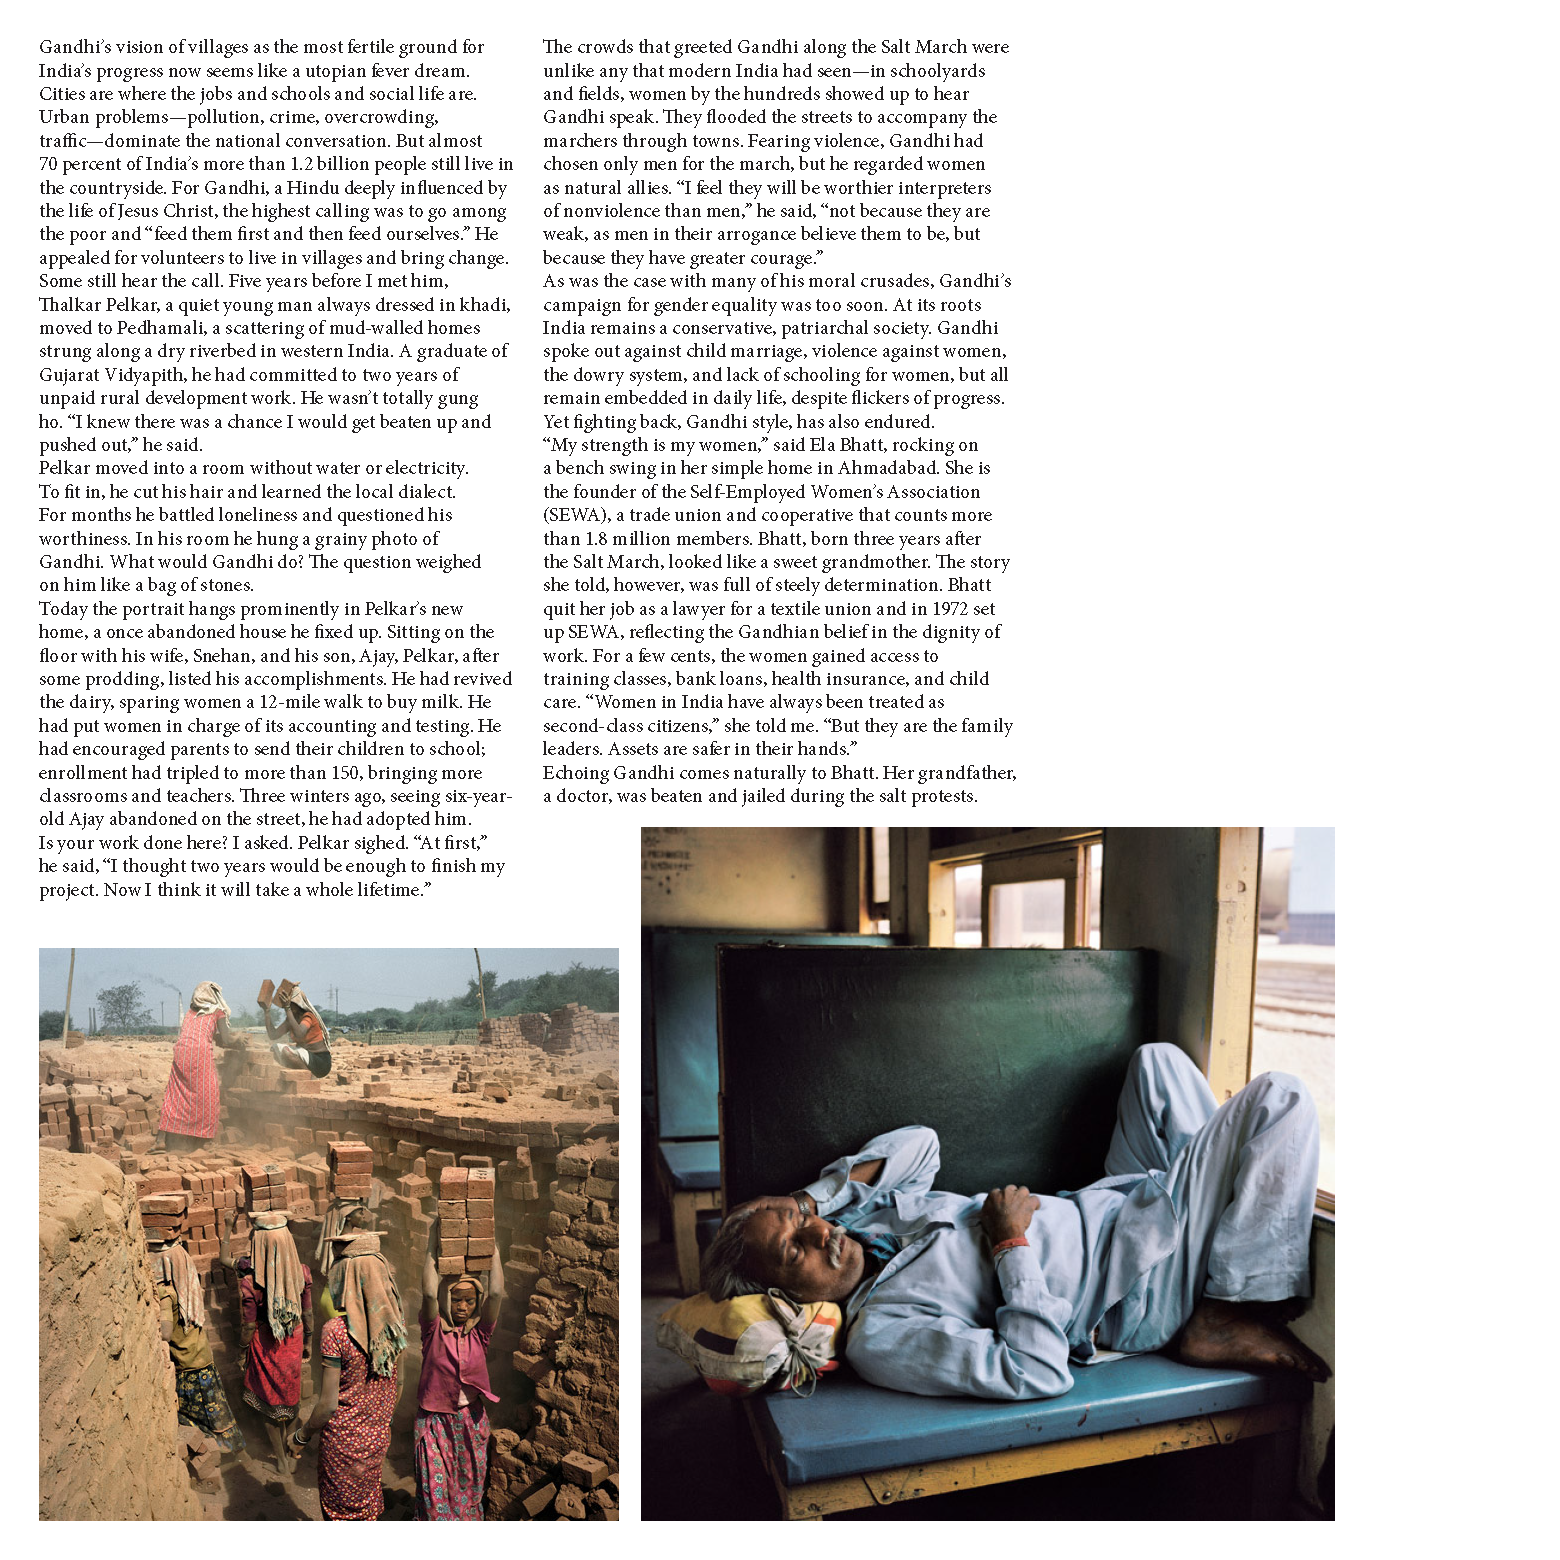 Gandhi's vision of villages as the most fertile ground for
India's progress now seems like a utopian fever dream.
Cities are where the jobs and schools and social life are.
Urban problems—pollution, crime, overcrowding,
traffic—dominate the national conversation. But almost
70 percent of India's more than 1.2 billion people still live in
the countryside. For Gandhi, a Hindu deeply influenced by
the life of Jesus Christ, the highest calling was to go among
the poor and “feed them first and then feed ourselves.” He
appealed for volunteers to live in villages and bring change.
Some still hear the call. Five years before I met him,
Thalkar Pelkar, a quiet young man always dressed in khadi,
moved to Pedhamali, a scattering of mud-walled homes
strung along a dry riverbed in western India. A graduate of
Gujarat Vidyapith, he had committed to two years of
unpaid rural development work. He wasn't totally gung
ho. “I knew there was a chance I would get beaten up and
pushed out,” he said.
Pelkar moved into a room without water or electricity.
To fit in, he cut his hair and learned the local dialect.
For months he battled loneliness and questioned his
worthiness. In his room he hung a grainy photo of
Gandhi. What would Gandhi do? The question weighed
on him like a bag of stones.
Today the portrait hangs prominently in Pelkar's new
home, a once abandoned house he fixed up. Sitting on the
floor with his wife, Snehan, and his son, Ajay, Pelkar, after
some prodding, listed his accomplishments. He had revived
the dairy, sparing women a 12-mile walk to buy milk. He
had put women in charge of its accounting and testing. He
had encouraged parents to send their children to school;
enrollment had tripled to more than 150, bringing more
classrooms and teachers. Three winters ago, seeing six-year-
old Ajay abandoned on the street, he had adopted him.
Is your work done here? I asked. Pelkar sighed. “At first,”
he said, “I thought two years would be enough to finish my
project. Now I think it will take a whole lifetime.”
The crowds that greeted Gandhi along the Salt March were
unlike any that modern India had seen—in schoolyards
and fields, women by the hundreds showed up to hear
Gandhi speak. They flooded the streets to accompany the
marchers through towns. Fearing violence, Gandhi had
chosen only men for the march, but he regarded women
as natural allies. “I feel they will be worthier interpreters
of nonviolence than men,” he said, “not because they are
weak, as men in their arrogance believe them to be, but
because they have greater courage.”
As was the case with many of his moral crusades, Gandhi's
campaign for gender equality was too soon. At its roots
India remains a conservative, patriarchal society. Gandhi
spoke out against child marriage, violence against women,
the dowry system, and lack of schooling for women, but all
remain embedded in daily life, despite flickers of progress.
Yet fighting back, Gandhi style, has also endured.
“My strength is my women,” said Ela Bhatt, rocking on
a bench swing in her simple home in Ahmadabad. She is
the founder of the Self-Employed Women's Association
(SEWA), a trade union and cooperative that counts more
than 1.8 million members. Bhatt, born three years after
the Salt March, looked like a sweet grandmother. The story
she told, however, was full of steely determination. Bhatt
quit her job as a lawyer for a textile union and in 1972 set
up SEWA, reflecting the Gandhian belief in the dignity of
work. For a few cents, the women gained access to
training classes, bank loans, health insurance, and child
care. “Women in India have always been treated as
second-class citizens,” she told me. “But they are the family
leaders. Assets are safer in their hands.”
Echoing Gandhi comes naturally to Bhatt. Her grandfather,
a doctor, was beaten and jailed during the salt protests.